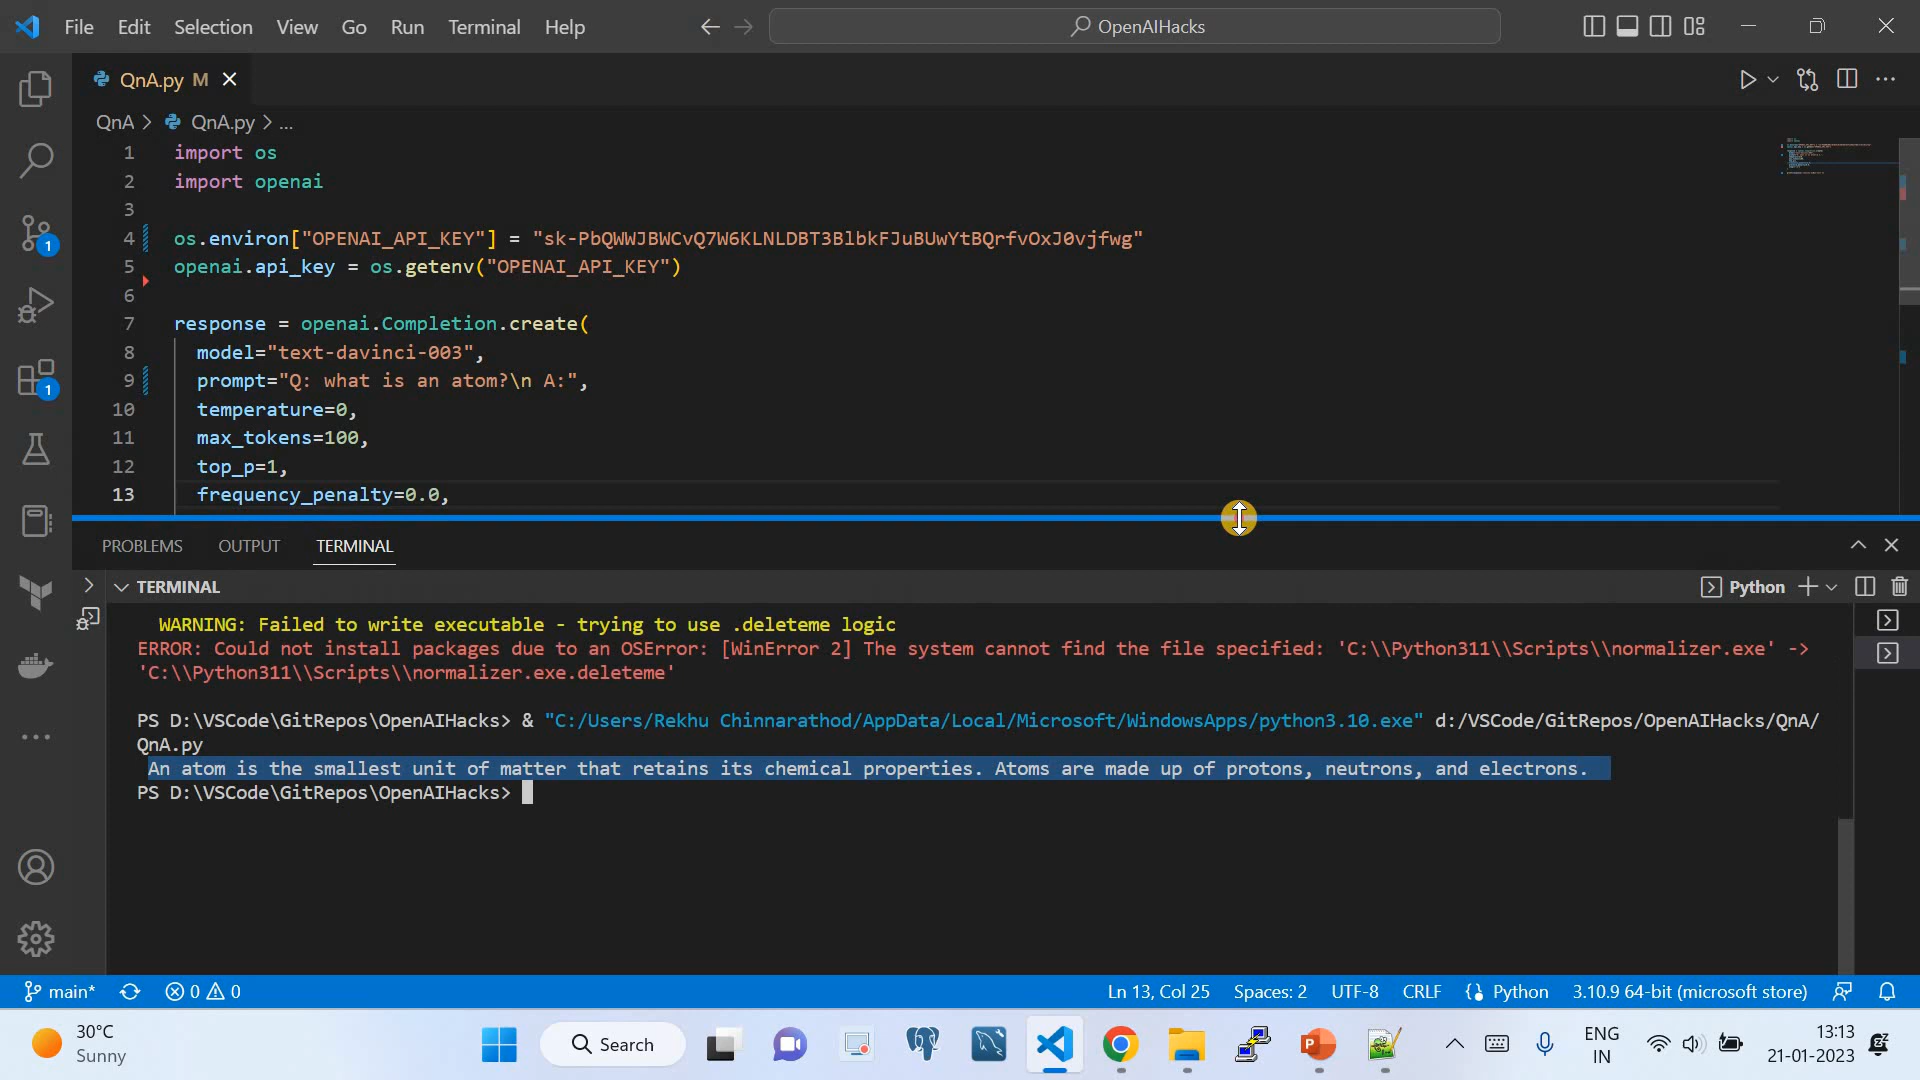 File Edit Selection View Go Run Terminal Help OpenAIHacks
QnA.py M
QnA > QnA.py > ...
1 import os
2 import openai
3
4 os.environ["OPENAI_API_KEY"] = "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"
5 openai.api_key = os.getenv("OPENAI_API_KEY")
6
7 response = openai.Completion.create(
8 model="text-davinci-003",
9 prompt="Q: what is an atom?\n A:",
10 temperature=0,
11 max_tokens=100,
12 top_p=1,
13 frequency_penalty=0.0,
1
1
PROBLEMS OUTPUT TERMINAL
TERMINAL Python
WARNING: Failed to write executable - trying to use .deleteme logic
ERROR: Could not install packages due to an OSError: [WinError 2] The system cannot find the file specified: 'C:\\Python311\\Scripts\\normalizer.exe' ->
'C:\\Python311\\Scripts\\normalizer.exe.deleteme'
PS D:\VSCode\GitRepos\OpenAIHacks> & "C:/Users/Rekhu Chinnarathod/AppData/Local/Microsoft/WindowsApps/python3.10.exe" d:/VSCode/GitRepos/OpenAIHacks/QnA/
QnA.py
An atom is the smallest unit of matter that retains its chemical properties. Atoms are made up of protons, neutrons, and electrons.
PS D:\VSCode\GitRepos\OpenAIHacks>
main* 0 0 Ln 13, Col 25 Spaces: 2 UTF-8 CRLF Python 3.10.9 64-bit (microsoft store)
30°C
Sunny
Search
ENG
IN
13:13
21-01-2023